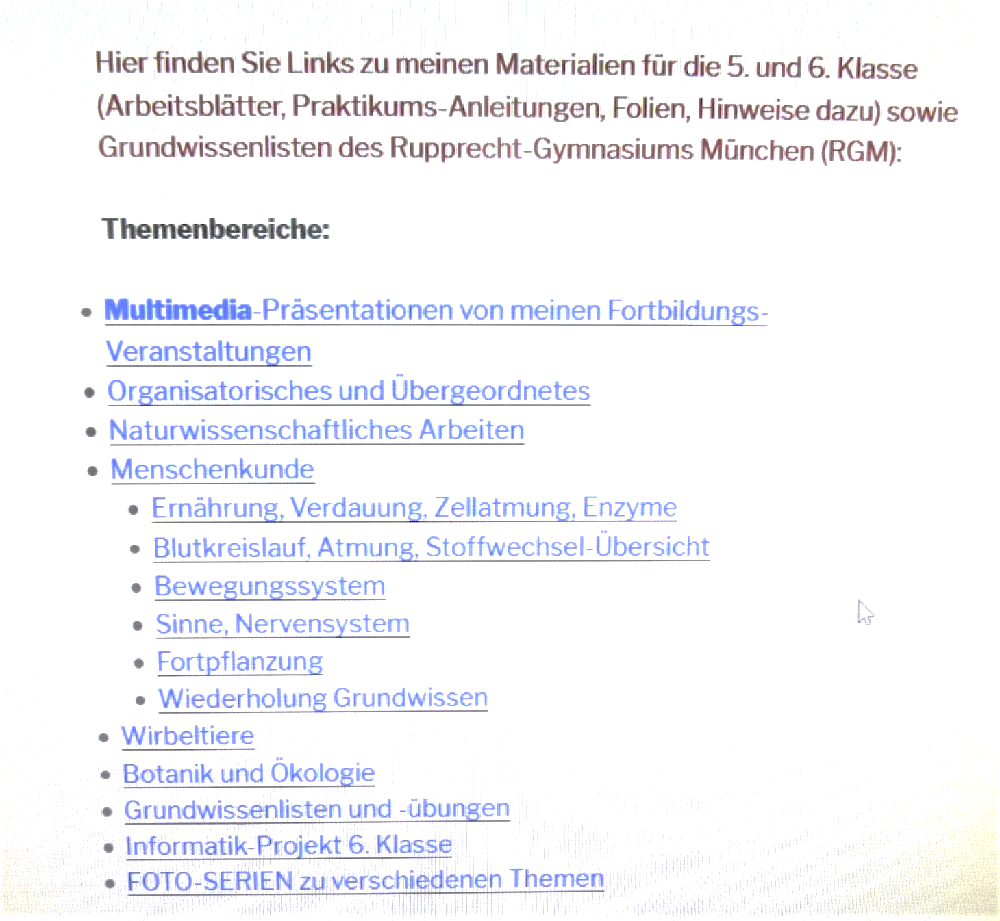 Hier finden Sie Links zu meinen Materialien für die 5. und 6. Klasse
(Arbeitsblätter, Praktikums-Anleitungen, Folien, Hinweise dazu) sowie
Grundwissenlisten des Rupprecht-Gymnasiums München (RGM):
Themenbereiche:
Multimedia-Präsentationen von meinen Fortbildungs-
Veranstaltungen
Organisatorisches und Übergeordnetes
Naturwissenschaftliches Arbeiten
Menschenkunde
Ernährung, Verdauung, Zellatmung, Enzyme
Blutkreislauf, Atmung, Stoffwechsel-Übersicht
Bewegungssystem
Sinne, Nervensystem
Fortpflanzung
Wiederholung Grundwissen
Wirbeltiere
Botanik und Ökologie
Grundwissenlisten und -übungen
Informatik-Projekt 6. Klasse
FOTO-SERIEN zu verschiedenen Themen